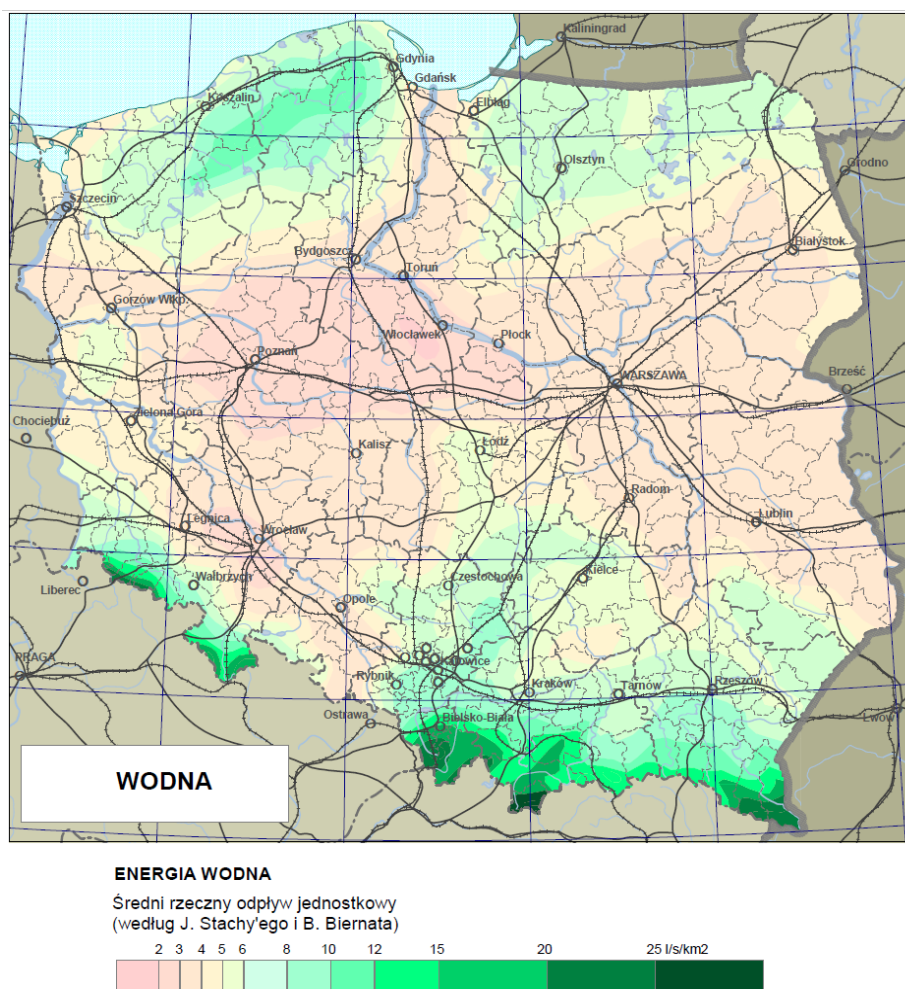 Kaliningrad
Gdynia
Gdańsk
Koszalin
Elbląg
Olsztyn
Grodno
Szczecin
Białystok
Bydgoszcz
Toruń
Gorzów Wlkp.
Włocławek
Płock
Poznań
WARSZAWA
Brześć
Chociebuż
Zielona Góra
Kalisz
Łódź
Radom
Legnica
Wrocław
Lublin
Liberec
Wałbrzych
Częstochowa
Kielce
Opole
PRAGA
Katowice
Rybnik
Kraków
Tarnów
Rzeszów
Ostrawa
Bielsko-Biała
Lwów
WODNA
ENERGIA WODNA
Średni rzeczny odpływ jednostkowy
(według J. Stachy'ego i B. Biernata)
2 3 4 5 6 8 10 12 15 20 25 l/s/km2